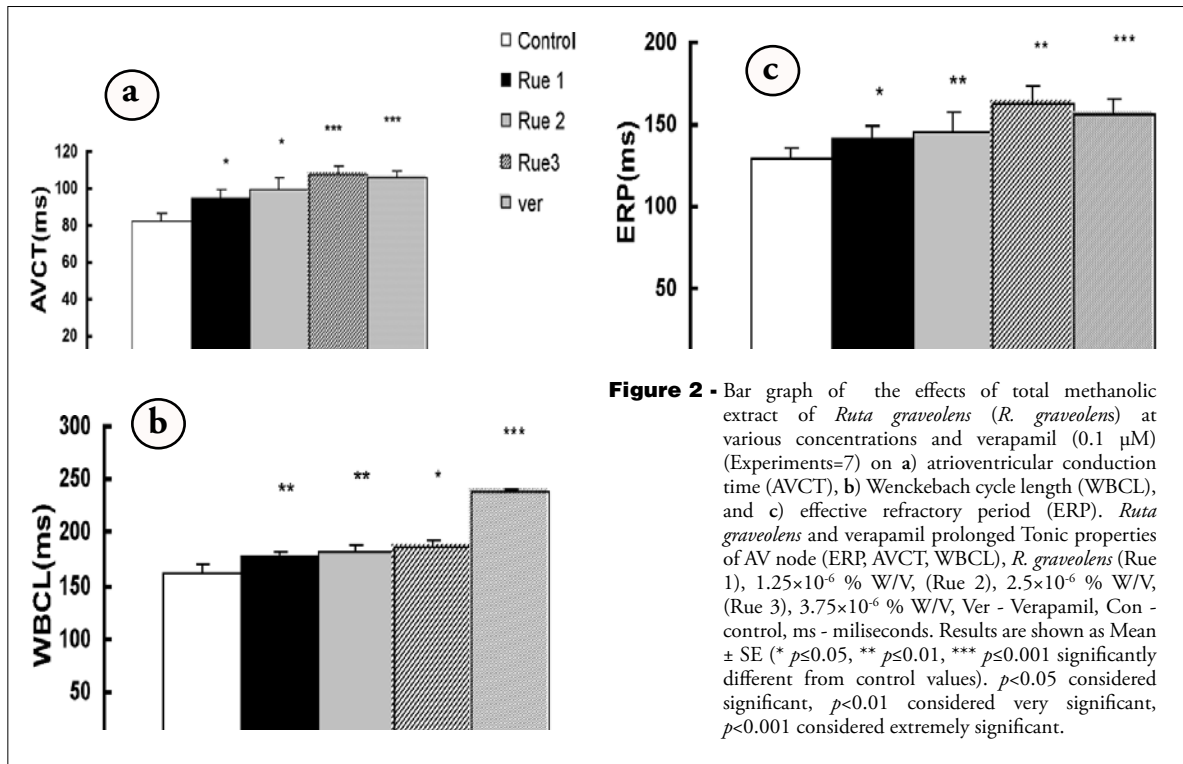 a
AVCT(ms)
120
100
80
60
40
20
*
*
***
***
Control
Rue 1
Rue 2
Rue3
ver
c
ERP(ms)
200
150
100
50
*
**
**
***
b
WBCL(ms)
300
250
200
150
100
50
**
**
*
***
Figure 2 - Bar graph of the effects of total methanolic
extract of Ruta graveolens (R. graveolens) at
various concentrations and verapamil (0.1 µM)
(Experiments=7) on a) atrioventricular conduction
time (AVCT), b) Wenckebach cycle length (WBCL),
and c) effective refractory period (ERP). Ruta
graveolens and verapamil prolonged Tonic properties
of AV node (ERP, AVCT, WBCL), R. graveolens (Rue
1), 1.25×10⁻⁶ % W/V, (Rue 2), 2.5×10⁻⁶ % W/V,
(Rue 3), 3.75×10⁻⁶ % W/V, Ver - Verapamil, Con -
control, ms - miliseconds. Results are shown as Mean
± SE (* p≤0.05, ** p≤0.01, *** p≤0.001 significantly
different from control values). p<0.05 considered
significant, p<0.01 considered very significant,
p<0.001 considered extremely significant.